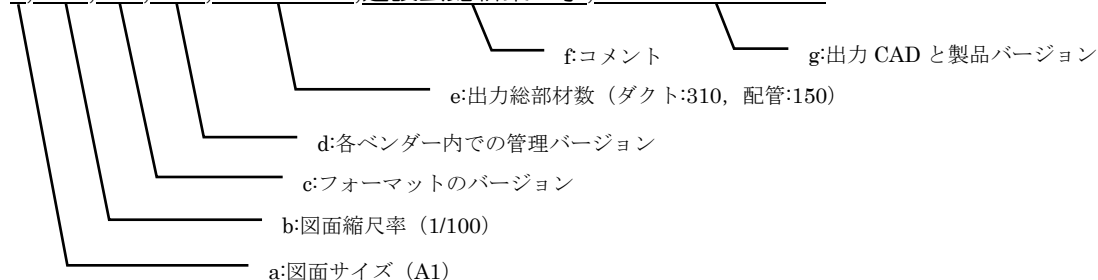 f:コメント
g:出力 CAD と製品バージョン
e:出力総部材数（ダクト:310，配管:150）
d:各ベンダー内での管理バージョン
c:フォーマットのバージョン
b:図面縮尺率（1/100）
a:図面サイズ（A1）